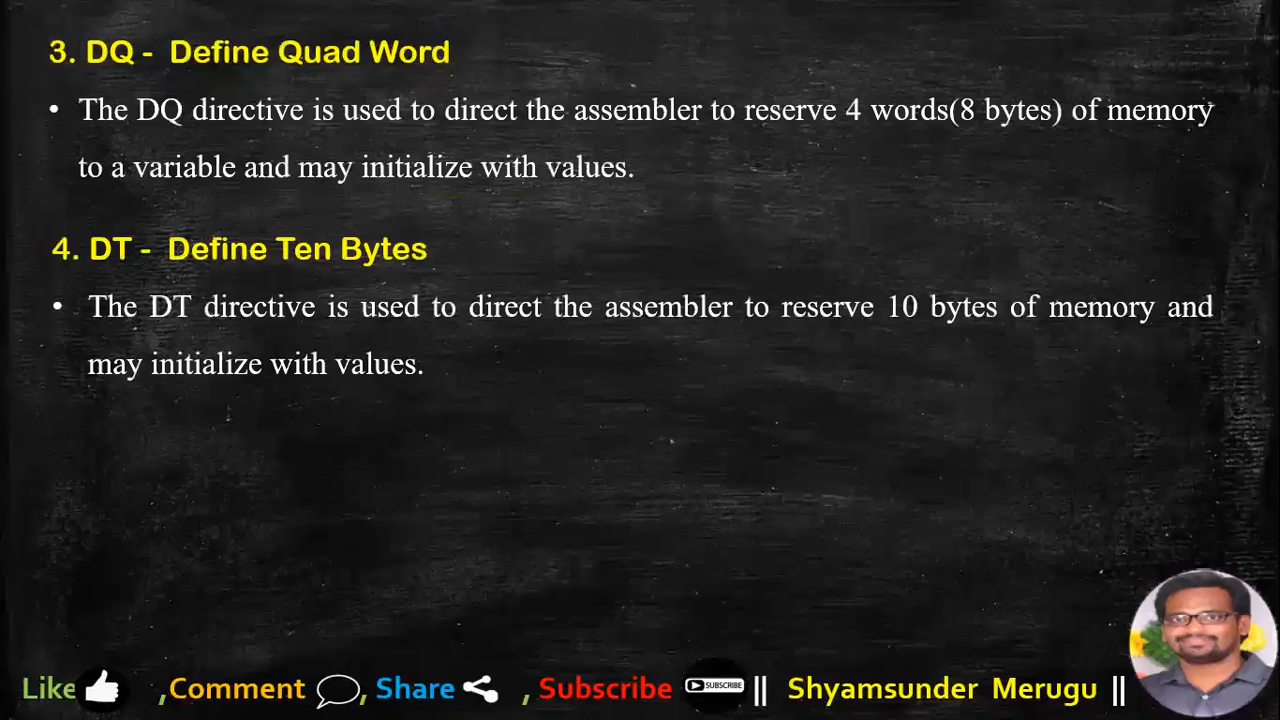 3. DQ - Define Quad Word
• The DQ directive is used to direct the assembler to reserve 4 words(8 bytes) of memory
to a variable and may initialize with values.
4. DT - Define Ten Bytes
• The DT directive is used to direct the assembler to reserve 10 bytes of memory and
may initialize with values.
Like , Comment , Share , Subscribe SUBSCRIBE || Shyamsunder Merugu ||